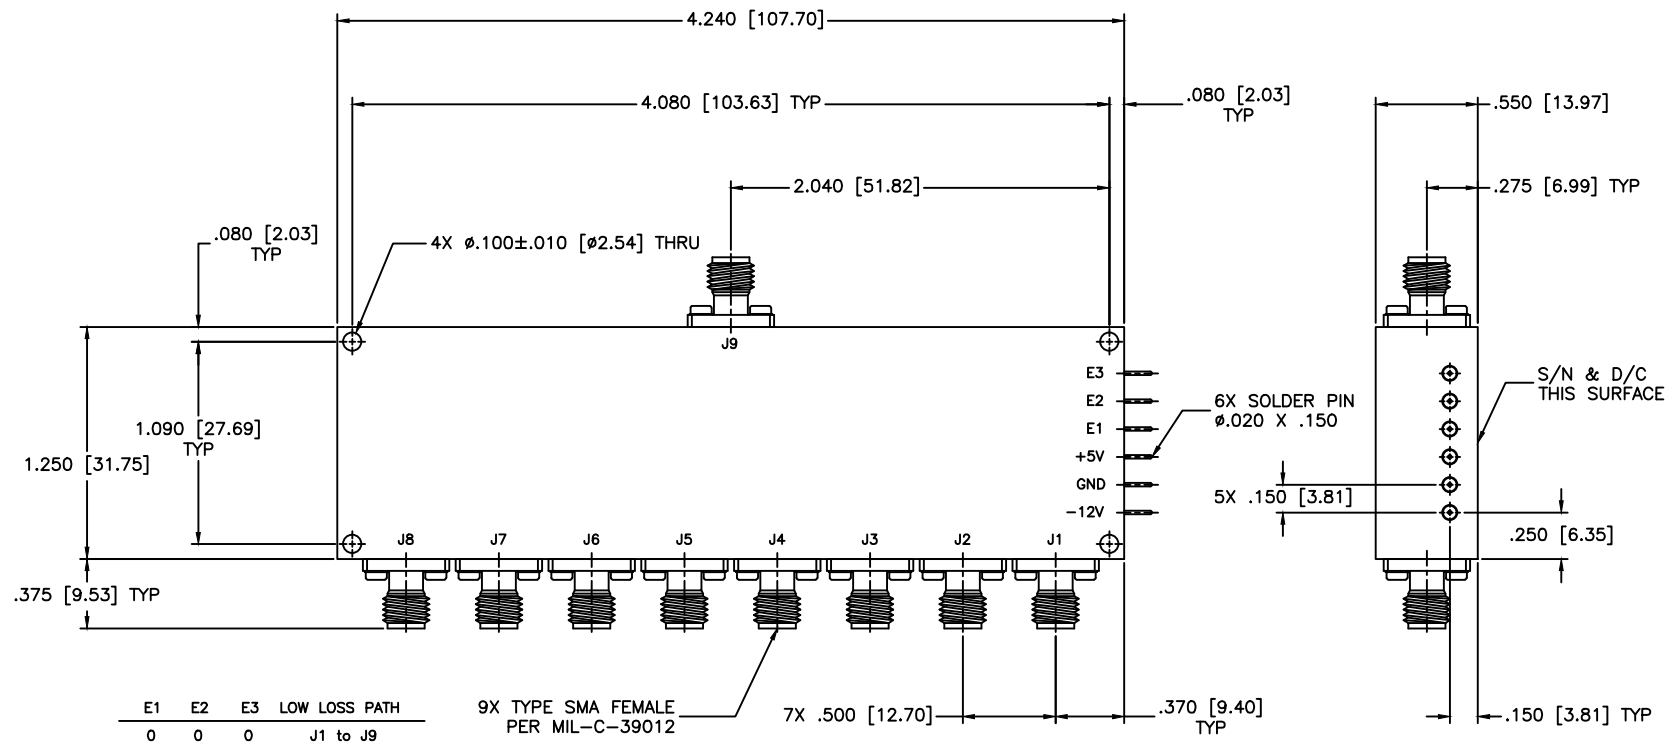 4.240 [107.70]
4.080 [103.63] TYP
.080 [2.03]
TYP
.550 [13.97]
2.040 [51.82]
.275 [6.99] TYP
.080 [2.03]
TYP
4X ø.100±.010 [ø2.54] THRU
J9
E3
E2
E1
+5V
GND
-12V
6X SOLDER PIN
ø.020 X .150
S/N & D/C
THIS SURFACE
1.090 [27.69]
TYP
1.250 [31.75]
5X .150 [3.81]
.250 [6.35]
J8 J7 J6 J5 J4 J3 J2 J1
.375 [9.53] TYP
9X TYPE SMA FEMALE
PER MIL-C-39012
7X .500 [12.70]
.370 [9.40]
TYP
.150 [3.81] TYP
E1 E2 E3 LOW LOSS PATH
0 0 0 J1 to J9